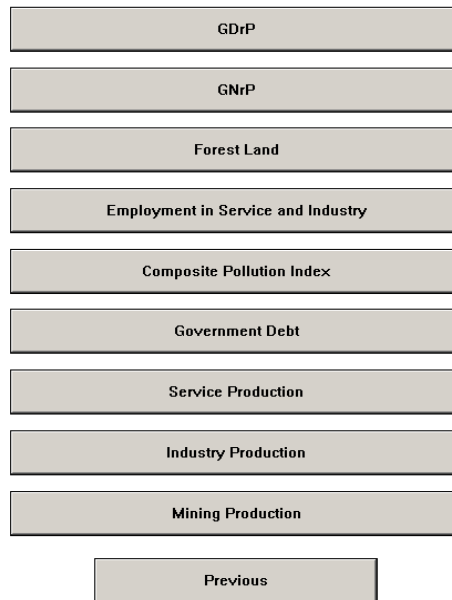 GDrP
GNrP
Forest Land
Employment in Service and Industry
Composite Pollution Index
Government Debt
Service Production
Industry Production
Mining Production
Previous